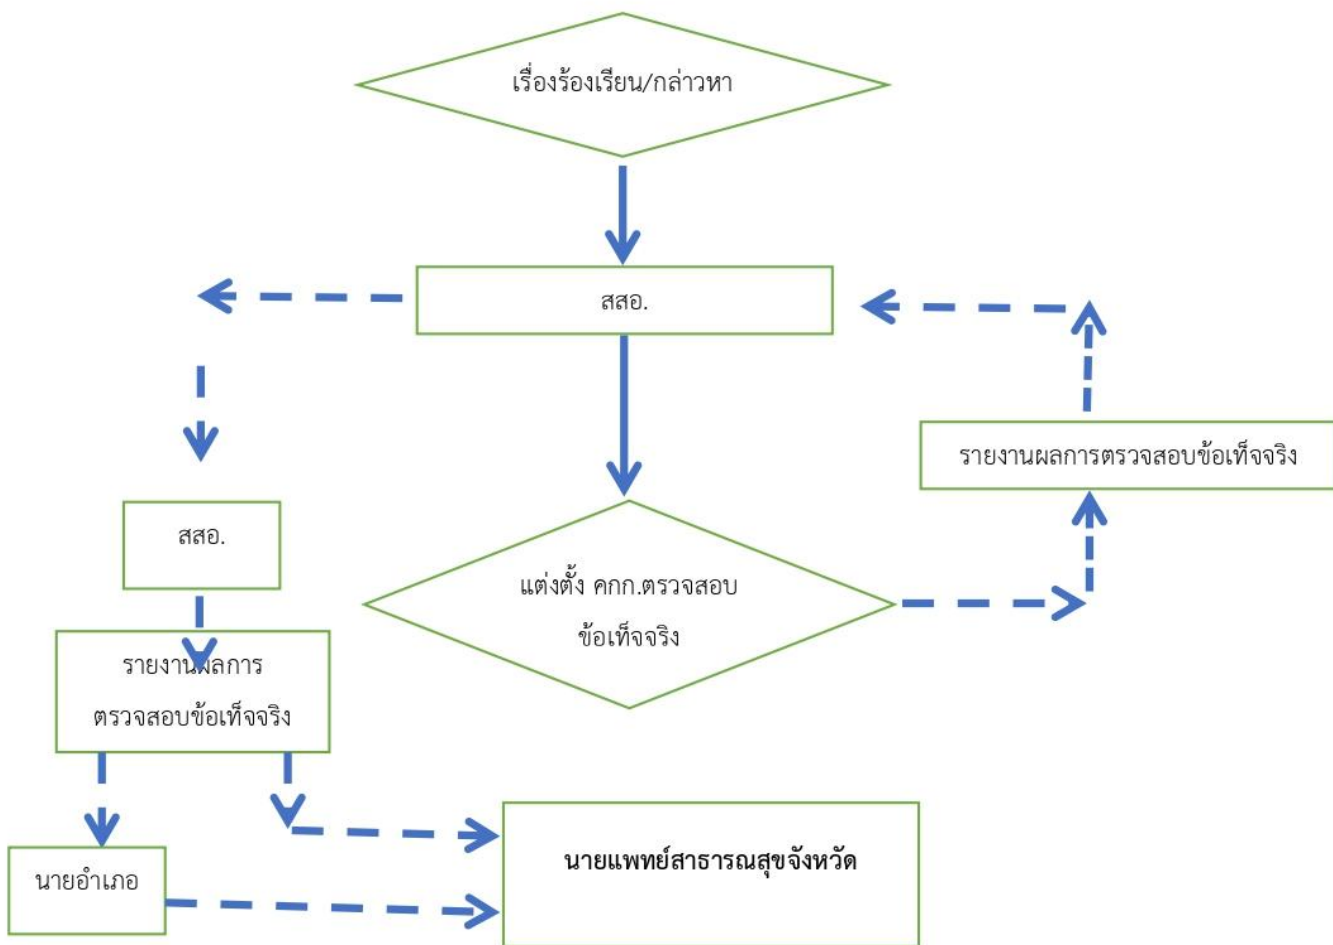 เรื่องร้องเรียน/กล่าวหา
สสอ.
รายงานผลการตรวจสอบข้อเท็จจริง
สสอ.
แต่งตั้ง คกก.ตรวจสอบ
ข้อเท็จจริง
รายงานผลการ
ตรวจสอบข้อเท็จจริง
นายแพทย์สาธารณสุขจังหวัด
นายอำเภอ